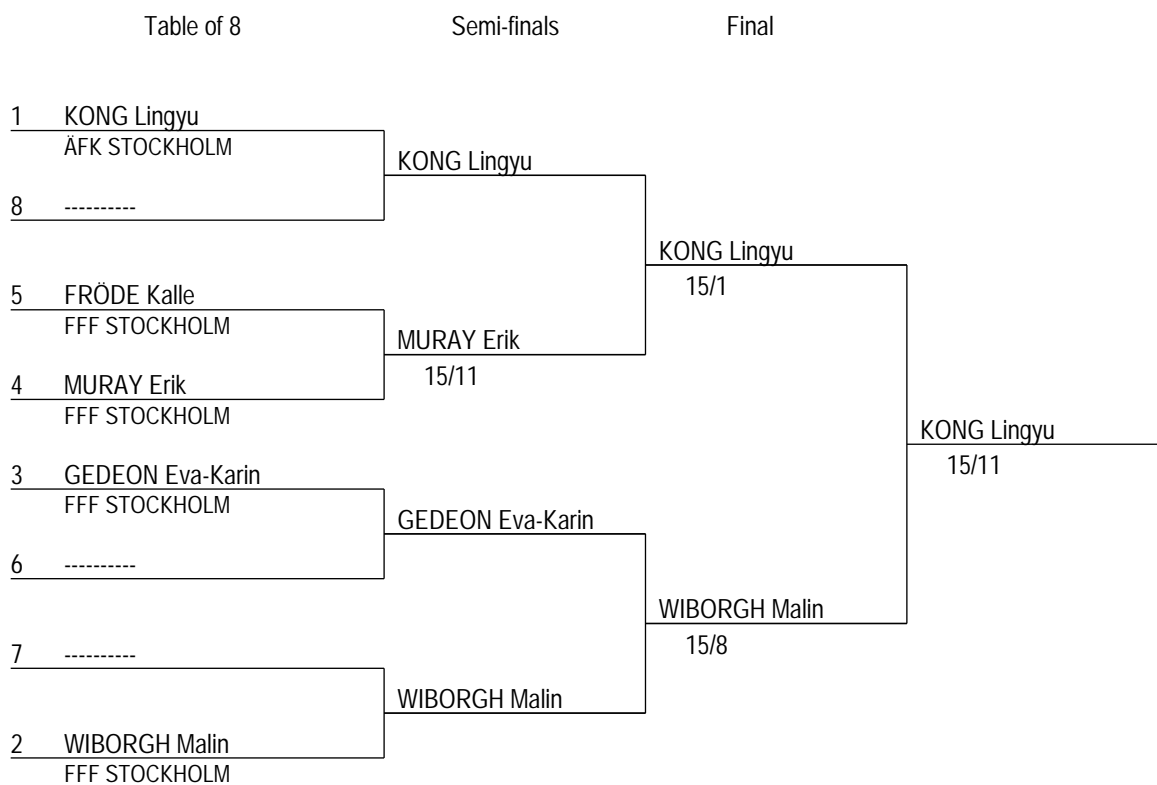 Table of 8 Semi-finals Final
1 KONG Lingyu
ÄFK STOCKHOLM
KONG Lingyu
8 ----------
KONG Lingyu
15/1
5 FRÖDE Kalle
FFF STOCKHOLM
MURAY Erik
15/11
4 MURAY Erik
FFF STOCKHOLM
KONG Lingyu
15/11
3 GEDEON Eva-Karin
FFF STOCKHOLM
GEDEON Eva-Karin
6 ----------
WIBORGH Malin
15/8
7 ----------
WIBORGH Malin
2 WIBORGH Malin
FFF STOCKHOLM